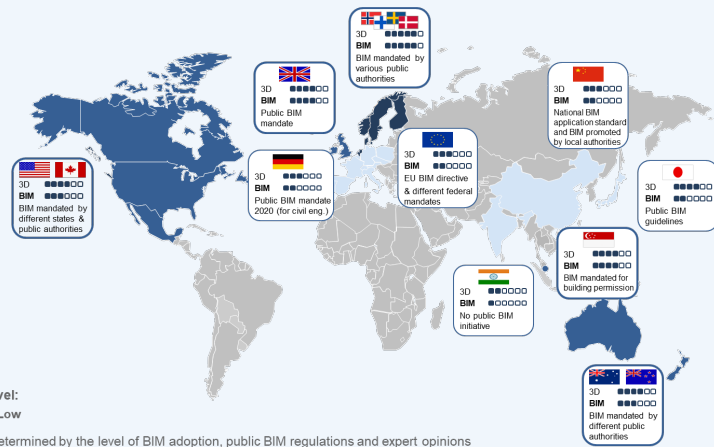 3D
BIM
BIM mandated by
various public
authorities
3D
BIM
Public BIM
mandate
3D
BIM
National BIM
application standard
and BIM promoted
by local authorities
3D
BIM
EU BIM directive
& different federal
mandates
3D
BIM
Public BIM mandate
2020 (for civil eng.)
3D
BIM
BIM mandated by
different states &
public authorities
3D
BIM
Public BIM
guidelines
3D
BIM
BIM mandated for
building permission
3D
BIM
No public BIM
initiative
3D
BIM
BIM mandated by
different public
authorities
vel:
Low
etermined by the level of BIM adoption, public BIM regulations and expert opinions